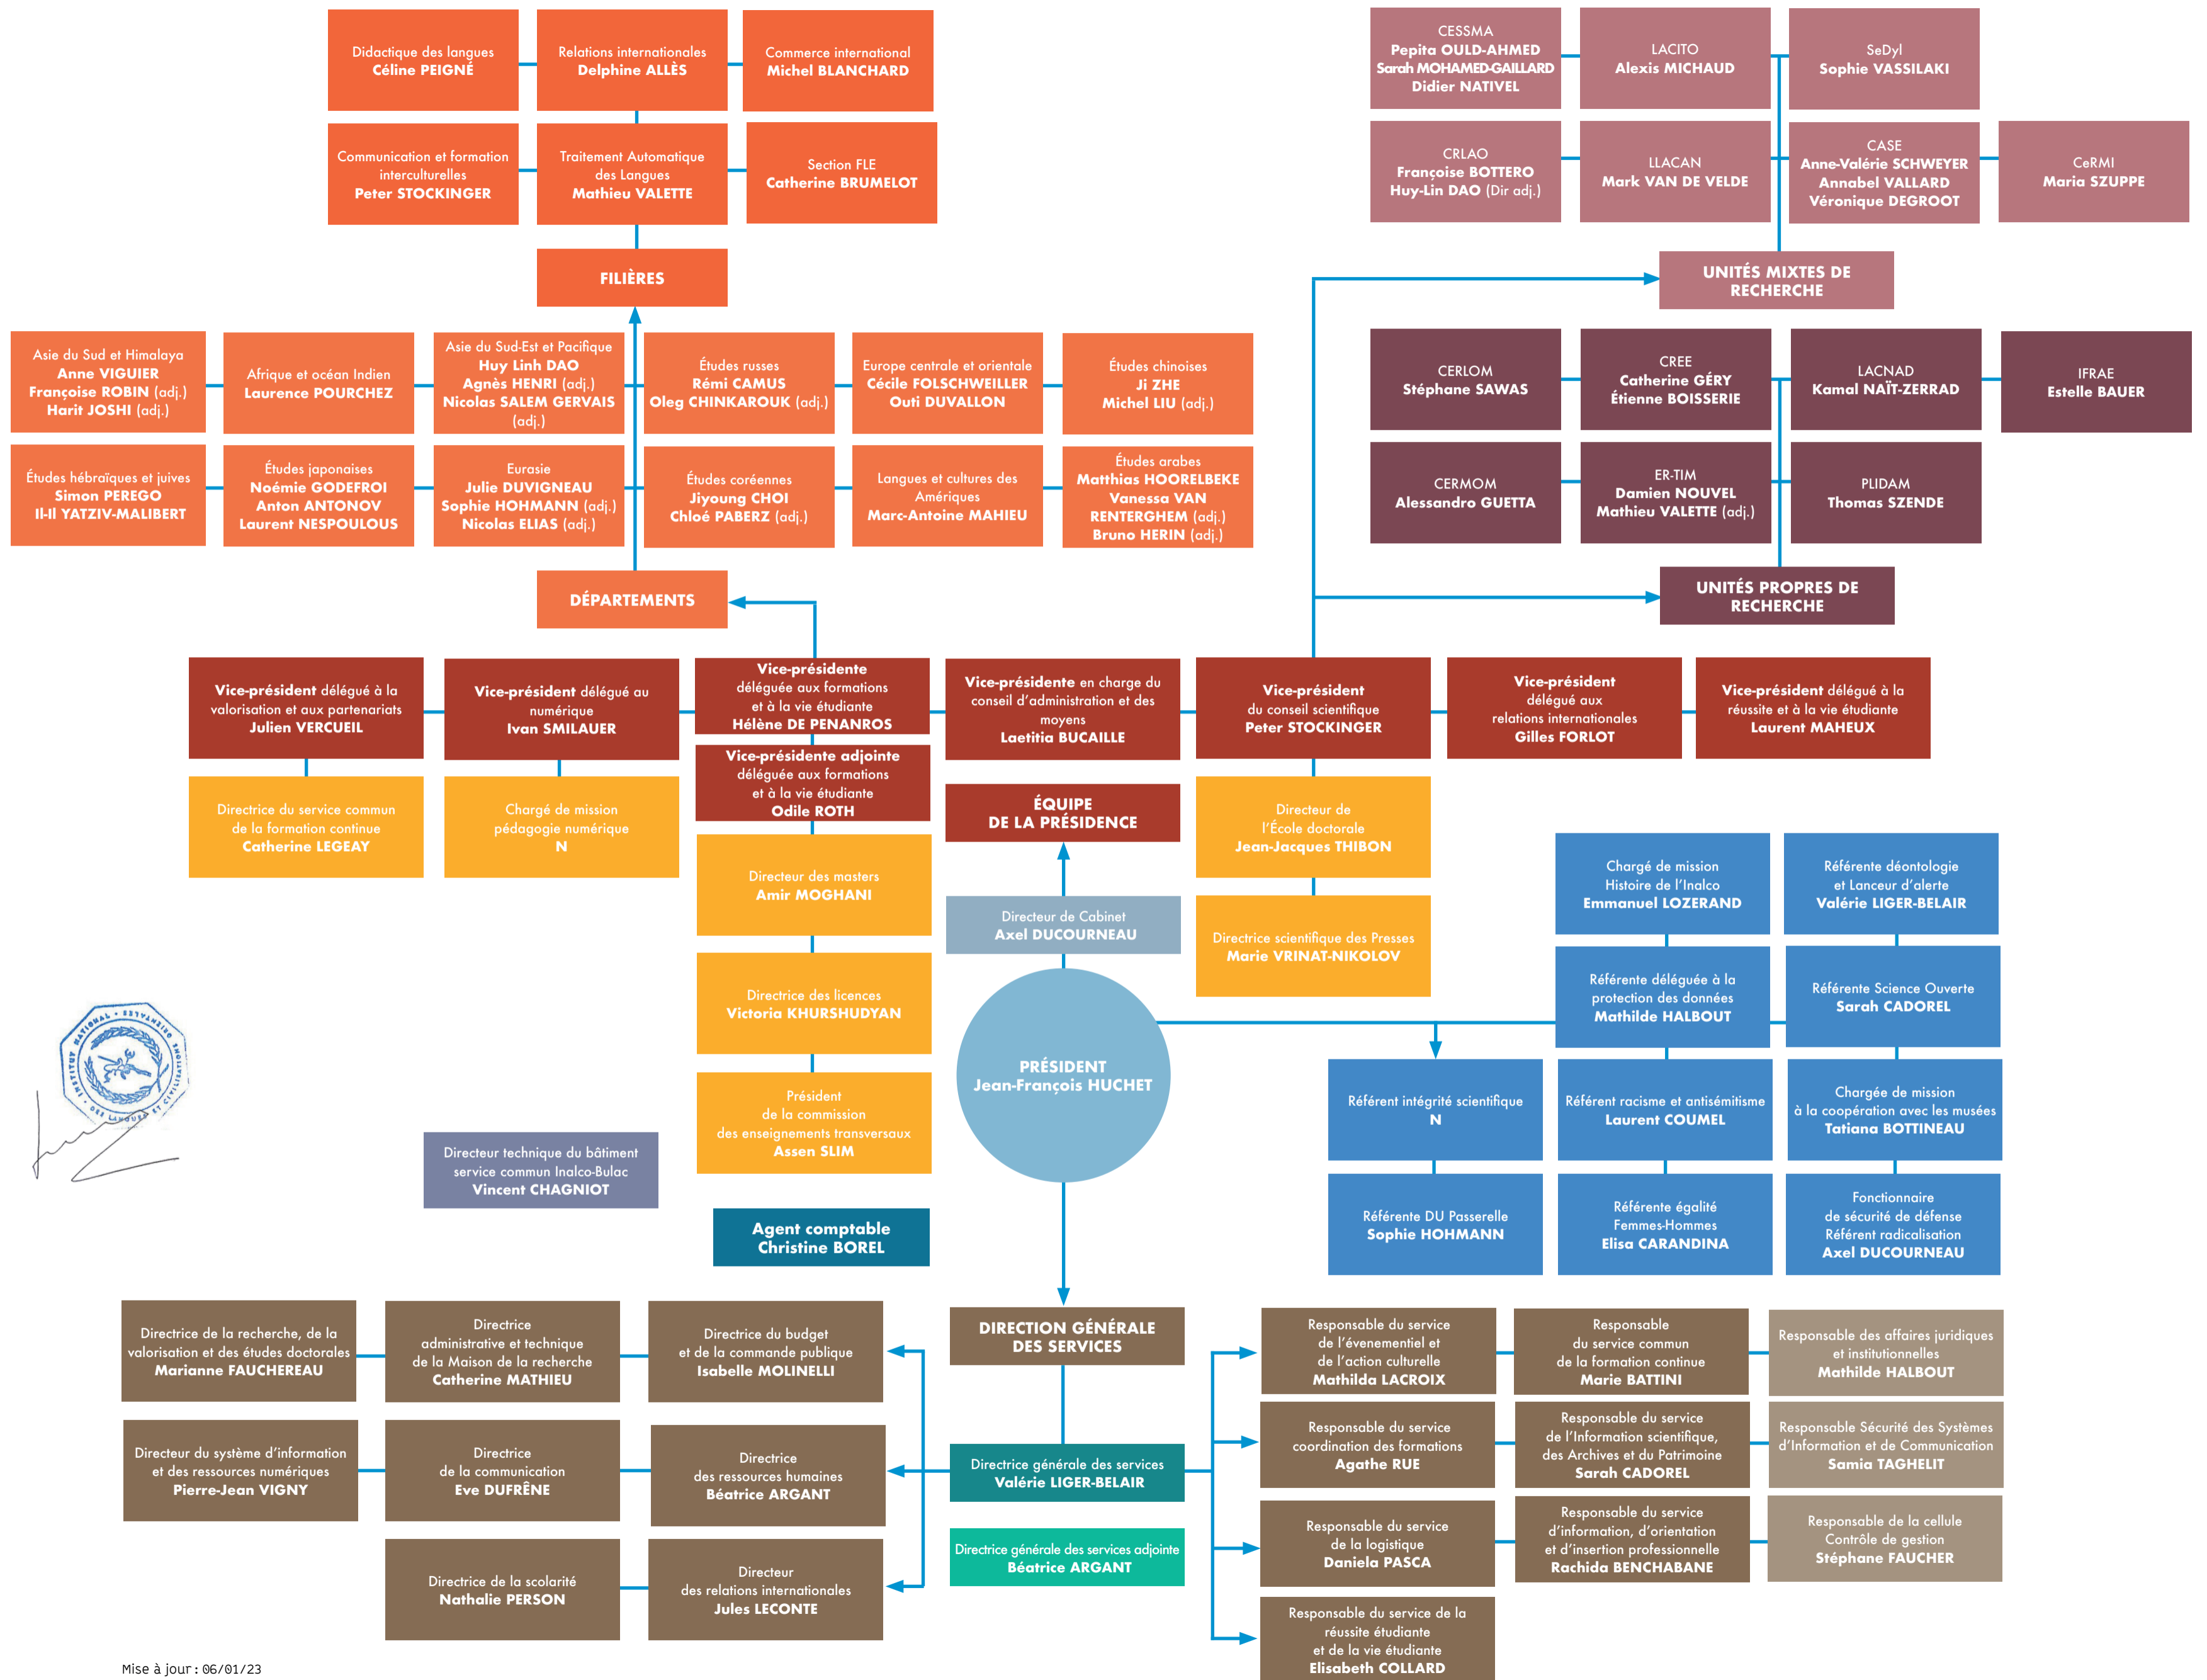 Didactique des langues
Céline PEIGNÉ
Relations internationales
Delphine ALLÈS
Commerce international
Michel BLANCHARD
Communication et formation
interculturelles
Peter STOCKINGER
Traitement Automatique
des Langues
Mathieu VALETTE
Section FLE
Catherine BRUMELOT
FILIÈRES
CESSMA
Pepita OULD-AHMED
Sarah MOHAMED-GAILLARD
Didier NATIVEL
LACITO
Alexis MICHAUD
SeDyl
Sophie VASSILAKI
CRLAO
Françoise BOTTERO
Huy-Lin DAO (Dir adj.)
LLACAN
Mark VAN DE VELDE
CASE
Anne-Valérie SCHWEYER
Annabel VALLARD
Véronique DEGROOT
CeRMI
Maria SZUPPE
UNITÉS MIXTES DE
RECHERCHE
Asie du Sud et Himalaya
Anne VIGUIER
Françoise ROBIN (adj.)
Harit JOSHI (adj.)
Afrique et océan Indien
Laurence POURCHEZ
Asie du Sud-Est et Pacifique
Huy Linh DAO
Agnès HENRI (adj.)
Nicolas SALEM GERVAIS
(adj.)
Études russes
Rémi CAMUS
Oleg CHINKAROUK (adj.)
Europe centrale et orientale
Cécile FOLSCHWEILLER
Outi DUVALLON
Études chinoises
Ji ZHE
Michel LIU (adj.)
Études hébraïques et juives
Simon PEREGO
Il-Il YATZIV-MALIBERT
Études japonaises
Noémie GODEFROI
Anton ANTONOV
Laurent NESPOULOUS
Eurasie
Julie DUVIGNEAU
Sophie HOHMANN (adj.)
Nicolas ELIAS (adj.)
Études coréennes
Jiyoung CHOI
Chloé PABERZ (adj.)
Langues et cultures des
Amériques
Marc-Antoine MAHIEU
Études arabes
Matthias HOORELBEKE
Vanessa VAN
RENTERGHEM (adj.)
Bruno HERIN (adj.)
DÉPARTEMENTS
CERLOM
Stéphane SAWAS
CREE
Catherine GÉRY
Étienne BOISSERIE
LACNAD
Kamal NAÏT-ZERRAD
IFRAE
Estelle BAUER
CERMOM
Alessandro GUETTA
ER-TIM
Damien NOUVEL
Mathieu VALETTE (adj.)
PLIDAM
Thomas SZENDE
UNITÉS PROPRES DE
RECHERCHE
Vice-président délégué à la
valorisation et aux partenariats
Julien VERCUEIL
Vice-président délégué au
numérique
Ivan SMILAUER
Vice-présidente
déléguée aux formations
et à la vie étudiante
Hélène DE PENANROS
Vice-présidente en charge du
conseil d'administration et des
moyens
Laetitia BUCAILLE
Vice-président
du conseil scientifique
Peter STOCKINGER
Vice-président
délégué aux
relations internationales
Gilles FORLOT
Vice-président délégué à la
réussite et à la vie étudiante
Laurent MAHEUX
Vice-présidente adjointe
déléguée aux formations
et à la vie étudiante
Odile ROTH
Directrice du service commun
de la formation continue
Catherine LEGEAY
Chargé de mission
pédagogie numérique
N
ÉQUIPE
DE LA PRÉSIDENCE
Directeur de
l'École doctorale
Jean-Jacques THIBON
Directeur des masters
Amir MOGHANI
Directeur de Cabinet
Axel DUCOURNEAU
Directrice scientifique des Presses
Marie VRINAT-NIKOLOV
Directrice des licences
Victoria KHURSHUDYAN
Président
de la commission
des enseignements transversaux
Assen SLIM
PRÉSIDENT
Jean-François HUCHET
Chargé de mission
Histoire de l'Inalco
Emmanuel LOZERAND
Référente déontologie
et Lanceur d'alerte
Valérie LIGER-BELAIR
Référente déléguée à la
protection des données
Mathilde HALBOUT
Référente Science Ouverte
Sarah CADOREL
Référent intégrité scientifique
N
Référent racisme et antisémitisme
Laurent COUMEL
Chargée de mission
à la coopération avec les musées
Tatiana BOTTINEAU
Référente DU Passerelle
Sophie HOHMANN
Référente égalité
Femmes-Hommes
Elisa CARANDINA
Fonctionnaire
de sécurité de défense
Référent radicalisation
Axel DUCOURNEAU
INSTITUT NATIONAL • DES LANGUES ET CIVILISATIONS ORIENTALES
Directeur technique du bâtiment
service commun Inalco-Bulac
Vincent CHAGNIOT
Agent comptable
Christine BOREL
DIRECTION GÉNÉRALE
DES SERVICES
Directrice de la recherche, de la
valorisation et des études doctorales
Marianne FAUCHEREAU
Directrice
administrative et technique
de la Maison de la recherche
Catherine MATHIEU
Directrice du budget
et de la commande publique
Isabelle MOLINELLI
Directeur du système d'information
et des ressources numériques
Pierre-Jean VIGNY
Directrice
de la communication
Eve DUFRÊNE
Directrice
des ressources humaines
Béatrice ARGANT
Directrice de la scolarité
Nathalie PERSON
Directeur
des relations internationales
Jules LECONTE
Directrice générale des services
Valérie LIGER-BELAIR
Directrice générale des services adjointe
Béatrice ARGANT
Responsable du service
de l'évenementiel et
de l'action culturelle
Mathilda LACROIX
Responsable
du service commun
de la formation continue
Marie BATTINI
Responsable des affaires juridiques
et institutionnelles
Mathilde HALBOUT
Responsable du service
coordination des formations
Agathe RUE
Responsable du service
de l'Information scientifique,
des Archives et du Patrimoine
Sarah CADOREL
Responsable Sécurité des Systèmes
d'Information et de Communication
Samia TAGHELIT
Responsable du service
de la logistique
Daniela PASCA
Responsable du service
d'information, d'orientation
et d'insertion professionnelle
Rachida BENCHABANE
Responsable de la cellule
Contrôle de gestion
Stéphane FAUCHER
Responsable du service de la
réussite étudiante
et de la vie étudiante
Elisabeth COLLARD
Mise à jour : 06/01/23